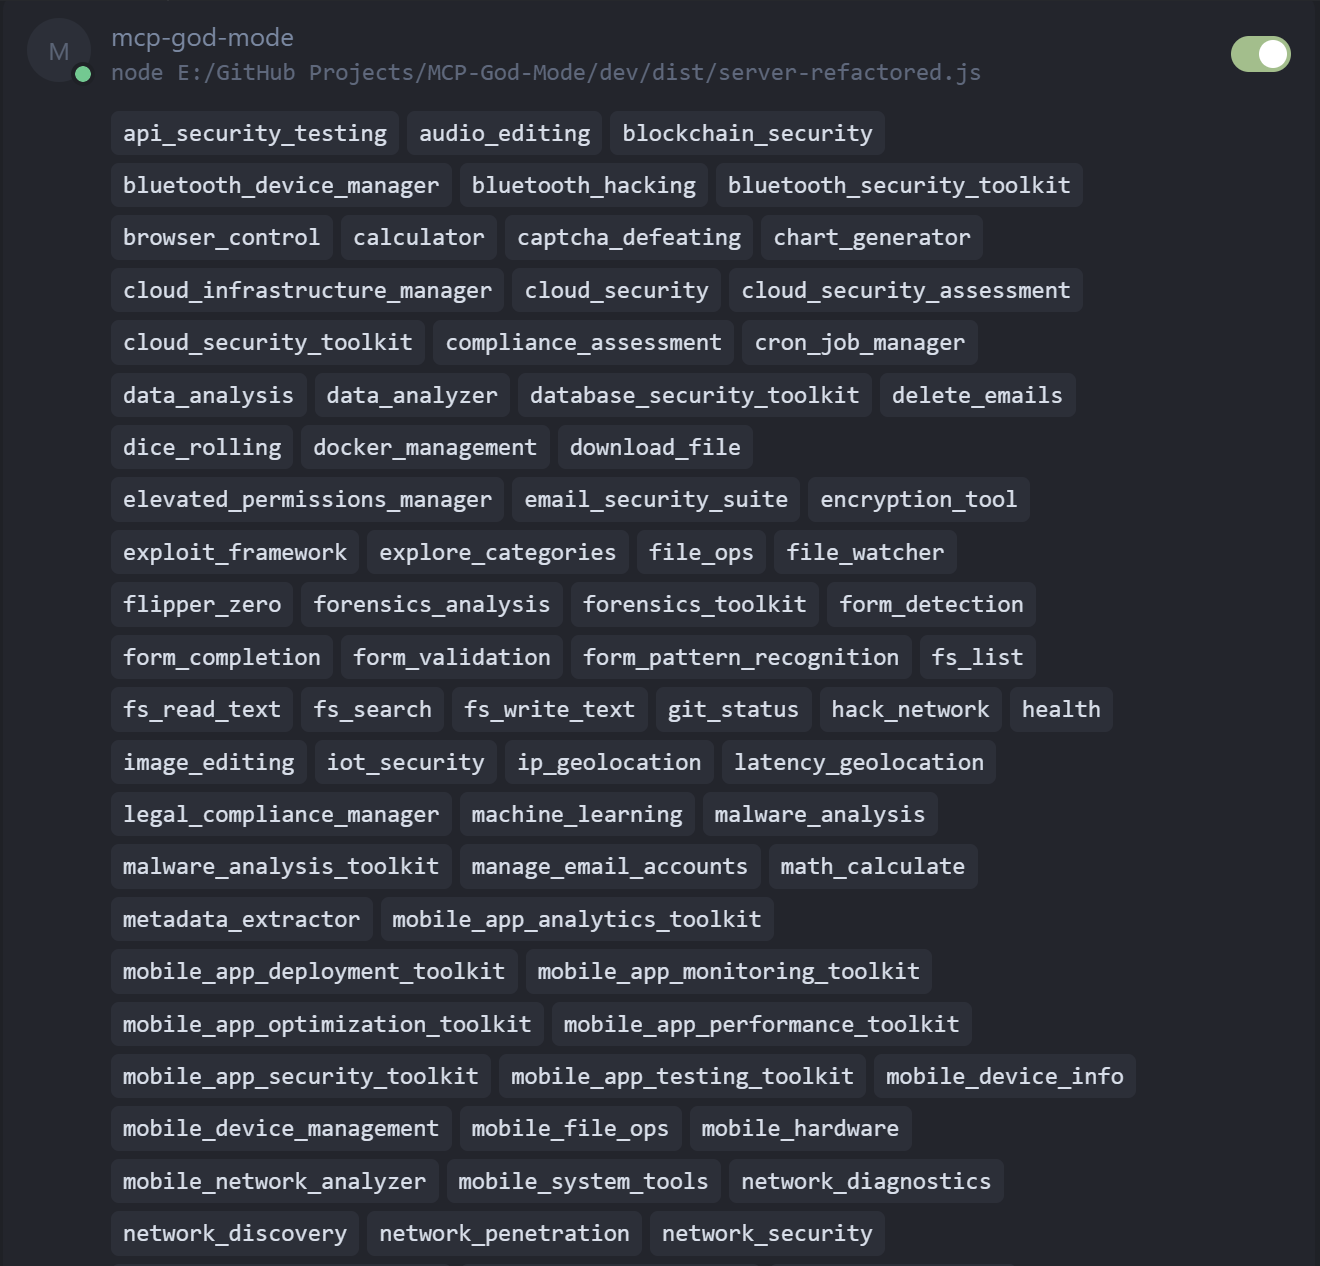 M
mcp-god-mode
node E:/GitHub Projects/MCP-God-Mode/dev/dist/server-refactored.js
api_security_testing audio_editing blockchain_security
bluetooth_device_manager bluetooth_hacking bluetooth_security_toolkit
browser_control calculator captcha_defeating chart_generator
cloud_infrastructure_manager cloud_security cloud_security_assessment
cloud_security_toolkit compliance_assessment cron_job_manager
data_analysis data_analyzer database_security_toolkit delete_emails
dice_rolling docker_management download_file
elevated_permissions_manager email_security_suite encryption_tool
exploit_framework explore_categories file_ops file_watcher
flipper_zero forensics_analysis forensics_toolkit form_detection
form_completion form_validation form_pattern_recognition fs_list
fs_read_text fs_search fs_write_text git_status hack_network health
image_editing iot_security ip_geolocation latency_geolocation
legal_compliance_manager machine_learning malware_analysis
malware_analysis_toolkit manage_email_accounts math_calculate
metadata_extractor mobile_app_analytics_toolkit
mobile_app_deployment_toolkit mobile_app_monitoring_toolkit
mobile_app_optimization_toolkit mobile_app_performance_toolkit
mobile_app_security_toolkit mobile_app_testing_toolkit mobile_device_info
mobile_device_management mobile_file_ops mobile_hardware
mobile_network_analyzer mobile_system_tools network_diagnostics
network_discovery network_penetration network_security